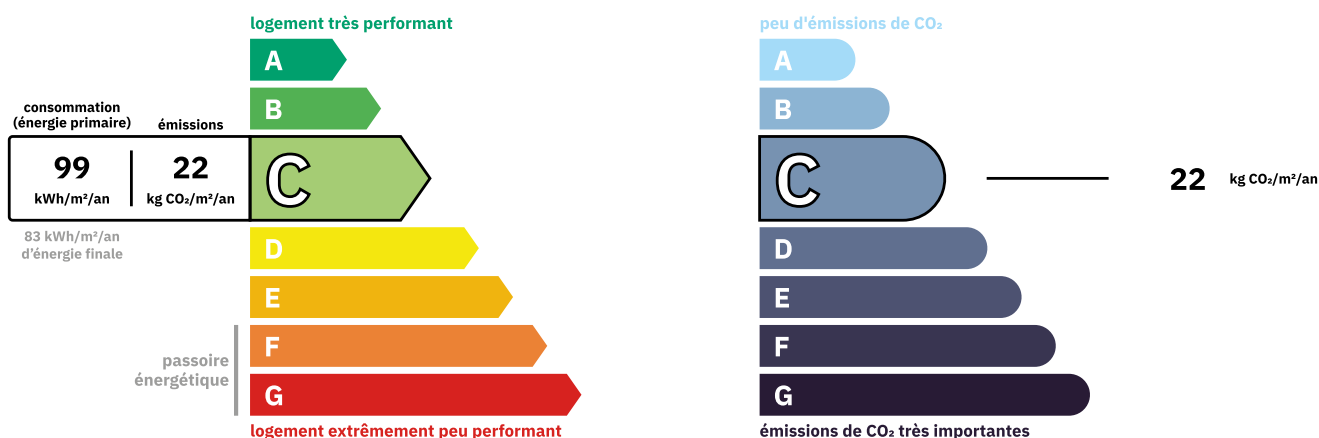 logement très performant
A
B
consommation
(énergie primaire)
émissions
99
kWh/m²/an
22
kg CO₂/m²/an
C
83 kWh/m²/an
d'énergie finale
D
E
passoire
énergétique
F
G
logement extrêmement peu performant
peu d'émissions de CO₂
A
B
C
22 kg CO₂/m²/an
D
E
F
G
émissions de CO₂ très importantes